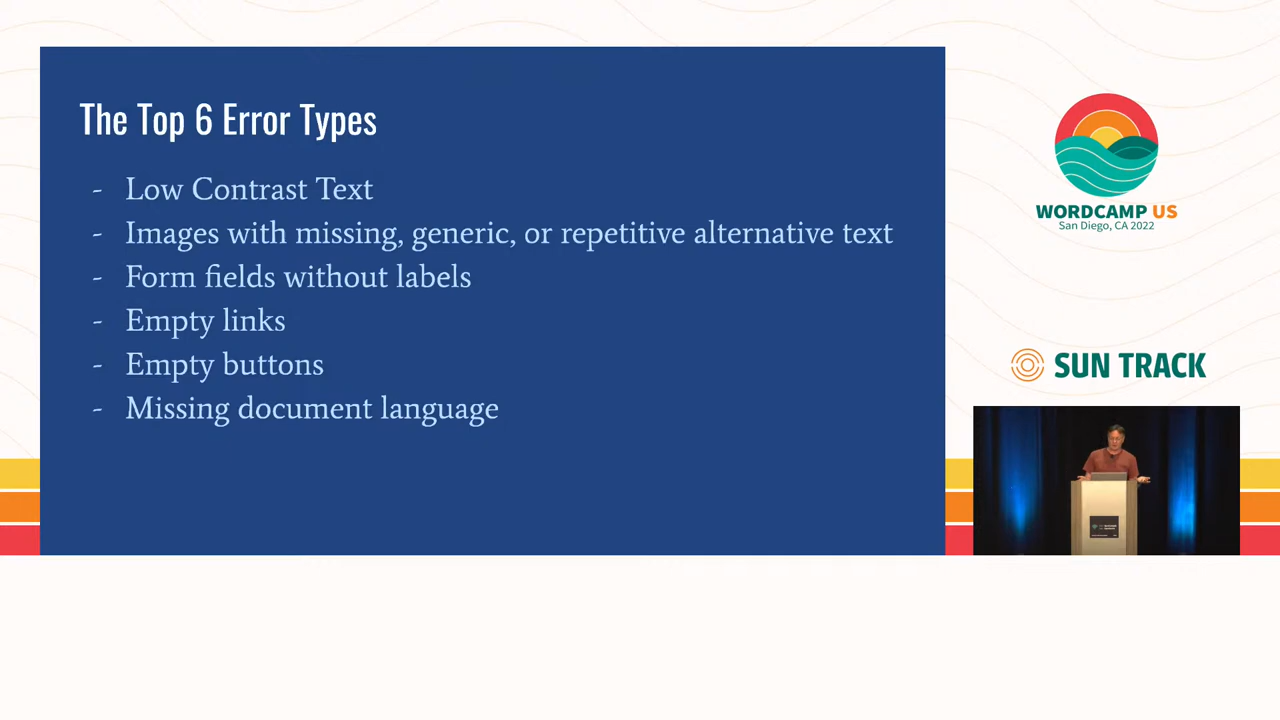 The Top 6 Error Types
- Low Contrast Text
- Images with missing, generic, or repetitive alternative text
- Form fields without labels
- Empty links
- Empty buttons
- Missing document language
WORDCAMP US
San Diego, CA 2022
SUN TRACK